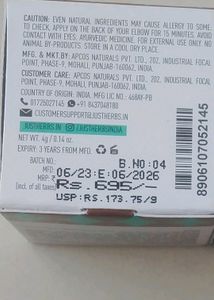 CAUTION: EVEN NATURAL INGREDIENTS MAY CAUSE ALLERGY TO SOME.
TO CHECK, APPLY ON THE BACK OF YOUR ELBOW FOR 15 MINUTES. AVOID
CONTACT WITH EYES. AYURVEDIC MEDICINE. FOR EXTERNAL USE ONLY. NO
ANIMAL BY-PRODUCTS. STORE IN A COOL DRY PLACE.
MFG. & MKT. BY: APCOS NATURALS PVT. LTD., 202, INDUSTRIAL FOCAL
POINT, PHASE-9, MOHALI, PUNJAB-160062, INDIA
CUSTOMER CARE: APCOS NATURALS PVT. LTD., 202, INDUSTRIAL FOCAL
POINT, PHASE-9, MOHALI, PUNJAB-160062, INDIA
COUNTRY OF ORIGIN: INDIA MFG LIC NO.: 468AY-PB
01725027145 +91 8437048180
CUSTOMERSUPPORT@JUSTHERBS.IN
JUSTHERBS.IN @JUSTHERBSINDIA
NET WT. 4g / 0.14 oz.
EXPIRY: 3 YEARS FROM MFG.
BATCH NO. B.NO:04
MFG. 06/23:E:06/2026
MRP ₹ Rs.695/-
(incl. of all taxes) USP:RS.173.75/g
8906107052145